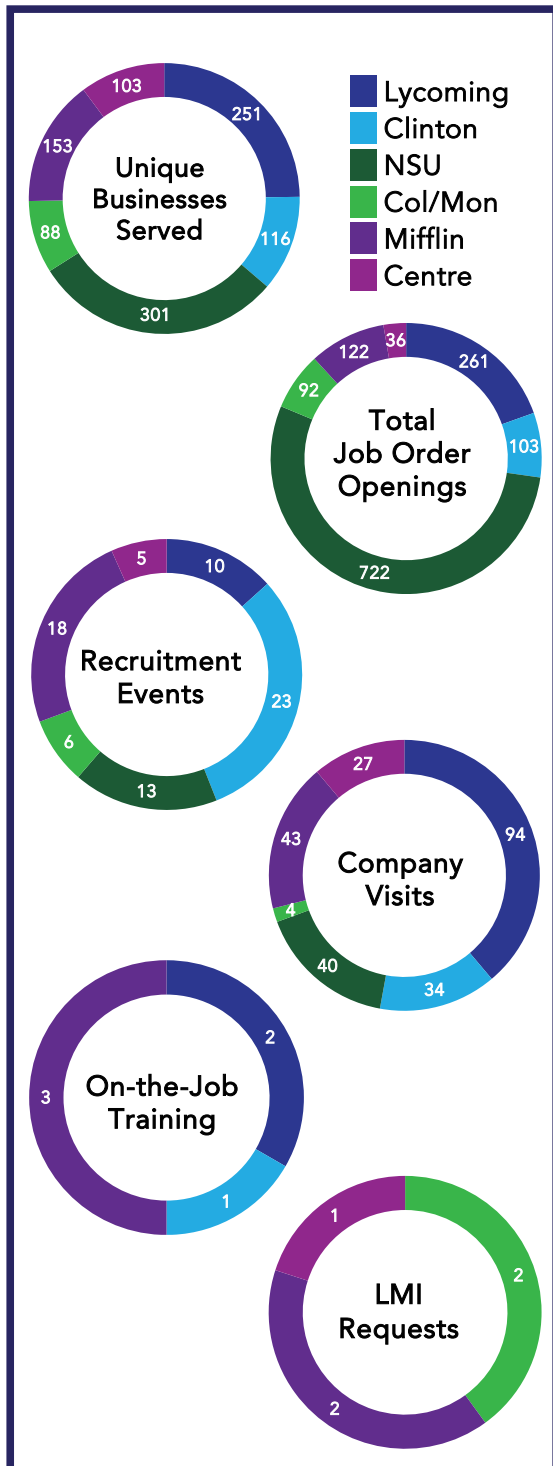 103
251
153
Unique
Businesses
Served
88
116
301
Lycoming
Clinton
NSU
Col/Mon
Mifflin
Centre
36
122
261
92
Total
Job Order
Openings
103
722
5
10
18
Recruitment
Events
23
6
13
27
94
43
Company
Visits
4
40
34
2
3
On-the-Job
Training
1
1
2
LMI
Requests
2